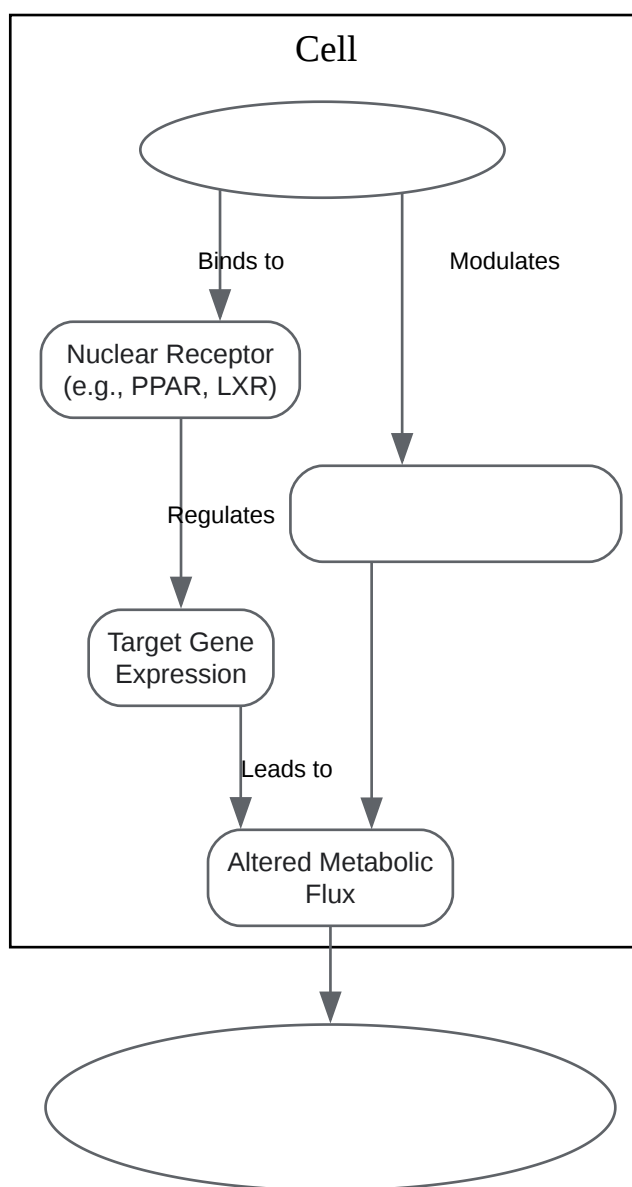 Cell
Binds to
Modulates
Nuclear Receptor
(e.g., PPAR, LXR)
Regulates
Target Gene
Expression
Leads to
Altered Metabolic
Flux